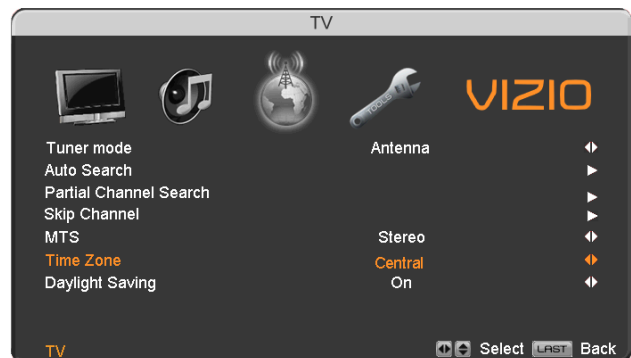 TV
TOOLS
VIZIO
Tuner mode Antenna
Auto Search
Partial Channel Search
Skip Channel
MTS Stereo
Time Zone Central
Daylight Saving On
TV Select LAST Back